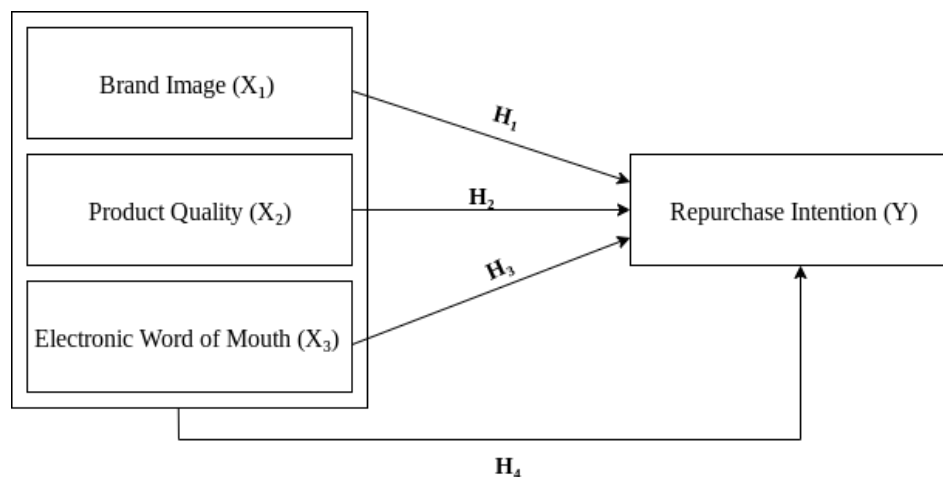 Brand Image (X₁)
H₁
Product Quality (X₂)
H₂
Repurchase Intention (Y)
H₃
Electronic Word of Mouth (X₃)
H₄